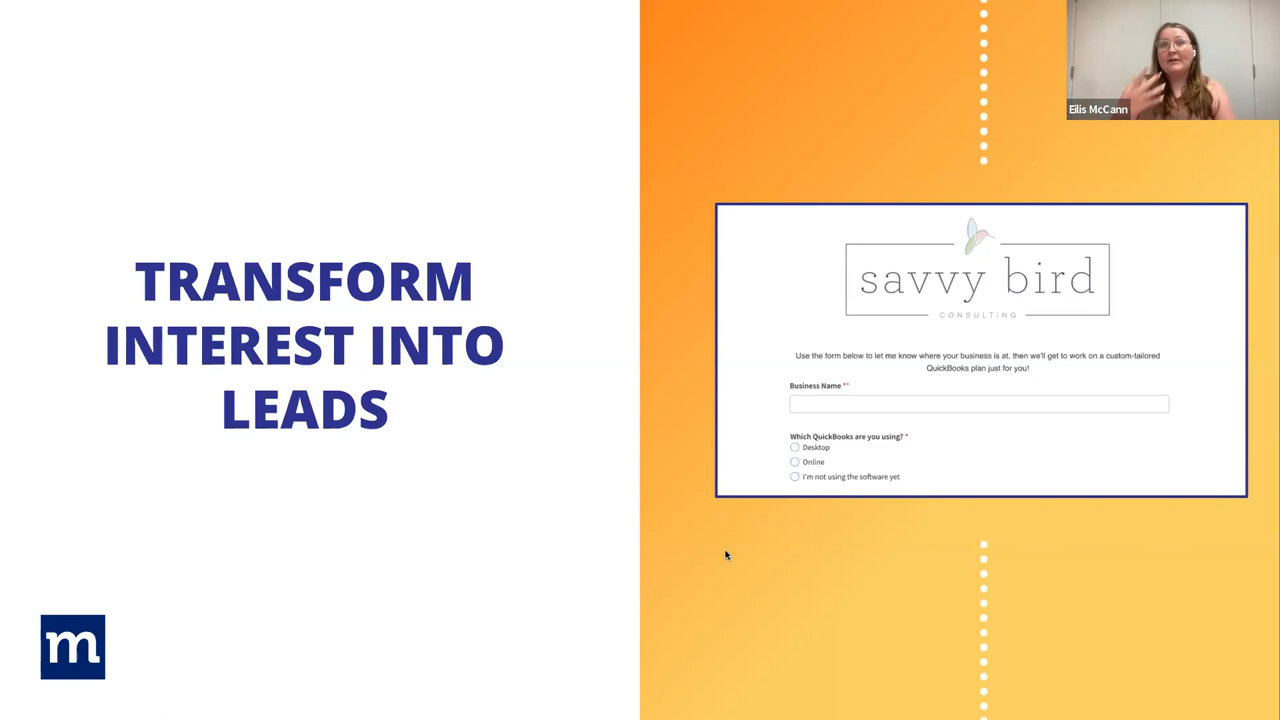 TRANSFORM
INTEREST INTO
LEADS
m
Eilis McCann
savvy bird
CONSULTING
Use the form below to let me know where your business is at, then we'll get to work on a custom-tailored
QuickBooks plan just for you!
Business Name **
Which QuickBooks are you using? *
Desktop
Online
I'm not using the software yet